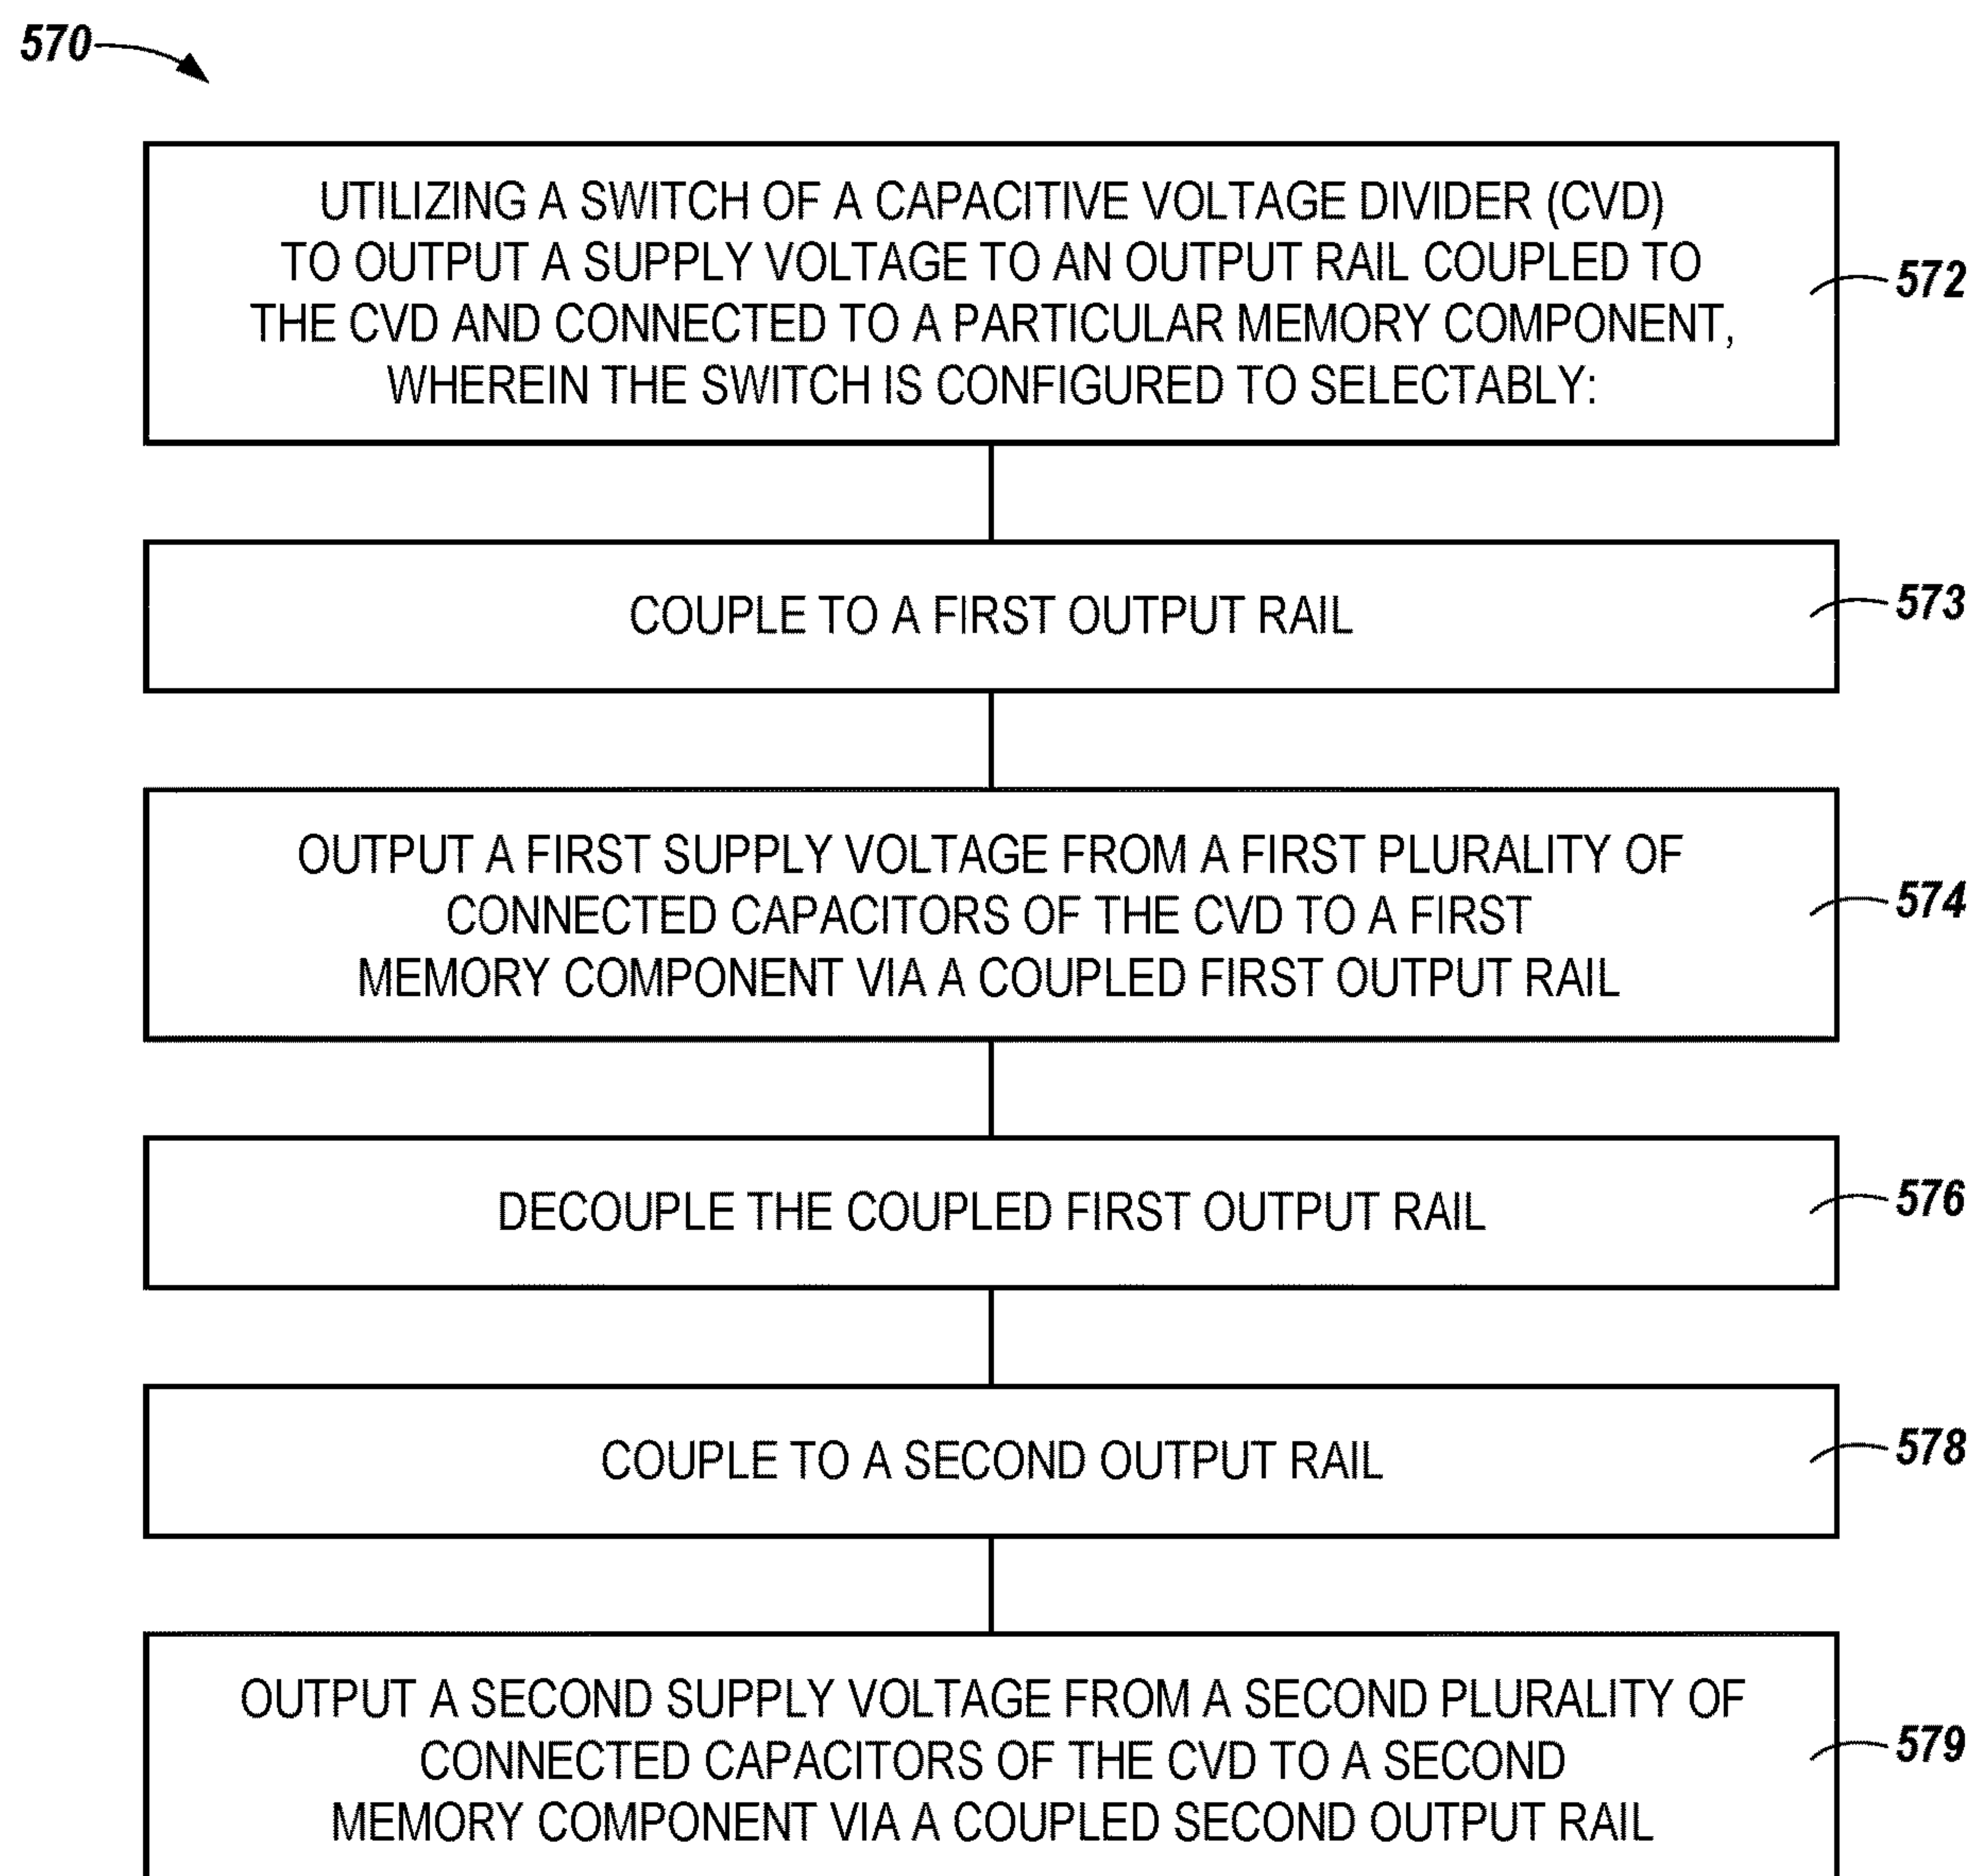 570
UTILIZING A SWITCH OF A CAPACITIVE VOLTAGE DIVIDER (CVD)
TO OUTPUT A SUPPLY VOLTAGE TO AN OUTPUT RAIL COUPLED TO
THE CVD AND CONNECTED TO A PARTICULAR MEMORY COMPONENT,
WHEREIN THE SWITCH IS CONFIGURED TO SELECTABLY:
572
COUPLE TO A FIRST OUTPUT RAIL
573
OUTPUT A FIRST SUPPLY VOLTAGE FROM A FIRST PLURALITY OF
CONNECTED CAPACITORS OF THE CVD TO A FIRST
MEMORY COMPONENT VIA A COUPLED FIRST OUTPUT RAIL
574
DECOUPLE THE COUPLED FIRST OUTPUT RAIL
576
COUPLE TO A SECOND OUTPUT RAIL
578
OUTPUT A SECOND SUPPLY VOLTAGE FROM A SECOND PLURALITY OF
CONNECTED CAPACITORS OF THE CVD TO A SECOND
MEMORY COMPONENT VIA A COUPLED SECOND OUTPUT RAIL
579